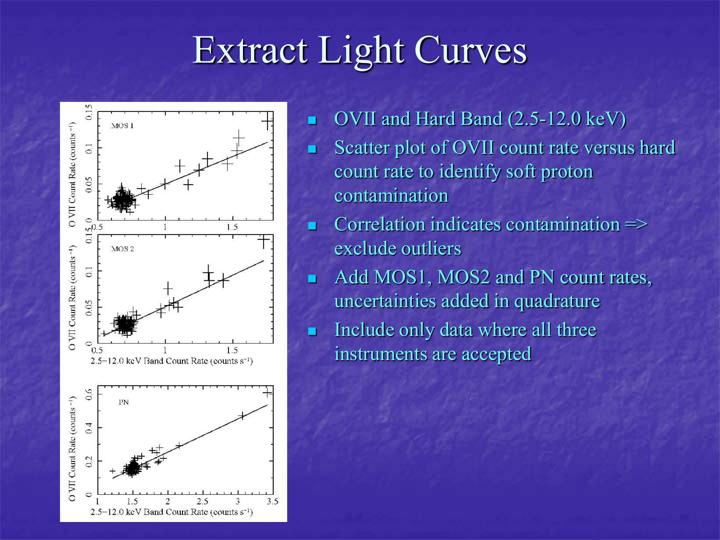 Extract Light Curves
MOS 1
O VII Count Rate (counts s⁻¹)
0 0.05 0.1 0.15
0.5 1 1.5
MOS 2
O VII Count Rate (counts s⁻¹)
0 0.05 0.1 0.15
0.5 1 1.5
2.5−12.0 keV Band Count Rate (counts s⁻¹)
PN
O VII Count Rate (counts s⁻¹)
0 0.2 0.4 0.6
1 1.5 2 2.5 3 3.5
2.5−12.0 keV Band Count Rate (counts s⁻¹)
OVII and Hard Band (2.5-12.0 keV)
Scatter plot of OVII count rate versus hard
count rate to identify soft proton
contamination
Correlation indicates contamination =>
exclude outliers
Add MOS1, MOS2 and PN count rates,
uncertainties added in quadrature
Include only data where all three
instruments are accepted